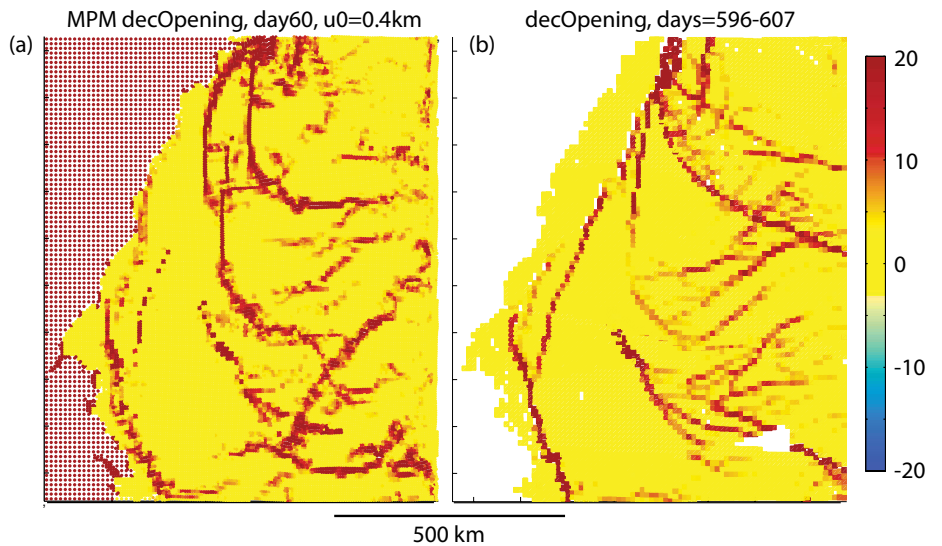 MPM decOpening, day60, u0=0.4km
decOpening, days=596-607
(a)
(b)
20
10
0
-10
-20
500 km